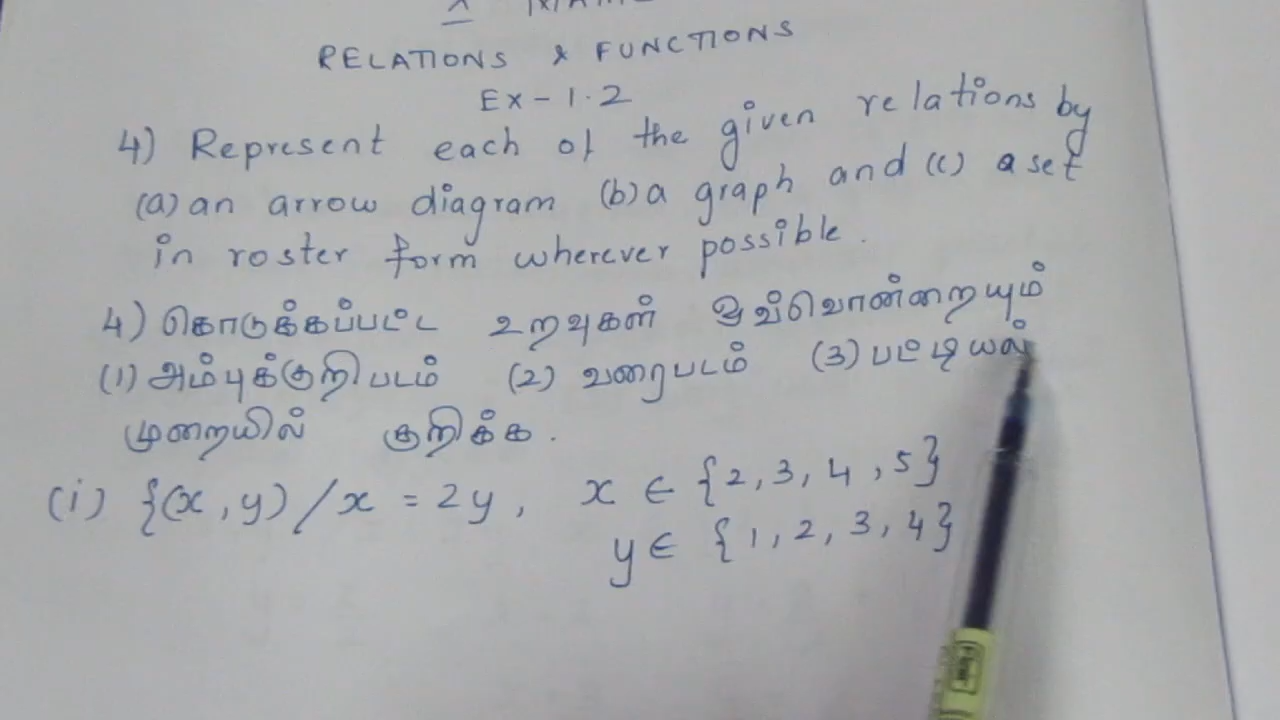 RELATIONS & FUNCTIONS
Ex - 1.2
4) Represent each of the given relations by
(a) an arrow diagram (b) a graph and (c) a set
in roster form wherever possible.
4) கொடுக்கப்பட்ட உறவுகள் ஒவ்வொன்றையும்
(1) அம்புக்குறி படம் (2) வரைபடம் (3) பட்டியல்
முறையில் குறிக்க.
(i) {(x, y) / x = 2y, x ∈ {2, 3, 4, 5}
y ∈ {1, 2, 3, 4}